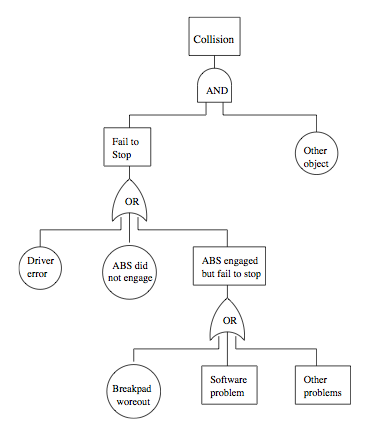 Collision
AND
Fail to
Stop
Other
object
OR
Driver
error
ABS did
not engage
ABS engaged
but fail to stop
OR
Breakpad
woreout
Software
problem
Other
problems